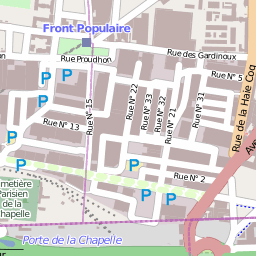 Front Populaire
Rue des Gardinoux
Rue Proudhon
Rue N° 5
Rue N° 15
Rue N° 22
Rue N° 33
Rue N° 32
Rue N° 21
Rue N° 31
Rue de la Haie Coq
Rue N° 13
Ave
Rue N° 2
metière
Parisien
de la
Chapelle
Porte de la Chapelle
P
P
P
P
P
P
P
P